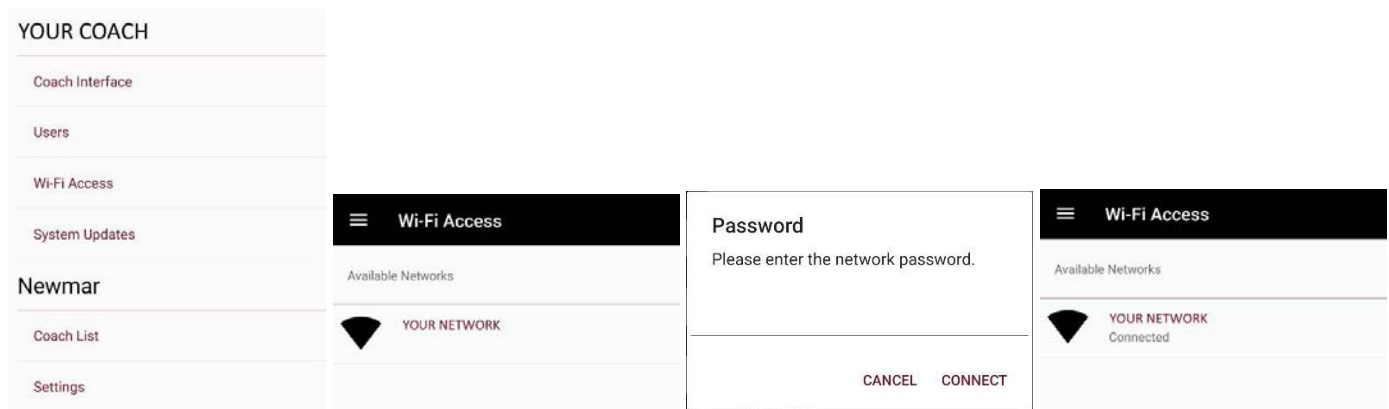 YOUR COACH
Coach Interface
Users
Wi-Fi Access
System Updates
Newmar
Coach List
Settings
Wi-Fi Access
Available Networks
YOUR NETWORK
Password
Please enter the network password.
CANCEL CONNECT
Wi-Fi Access
Available Networks
YOUR NETWORK
Connected